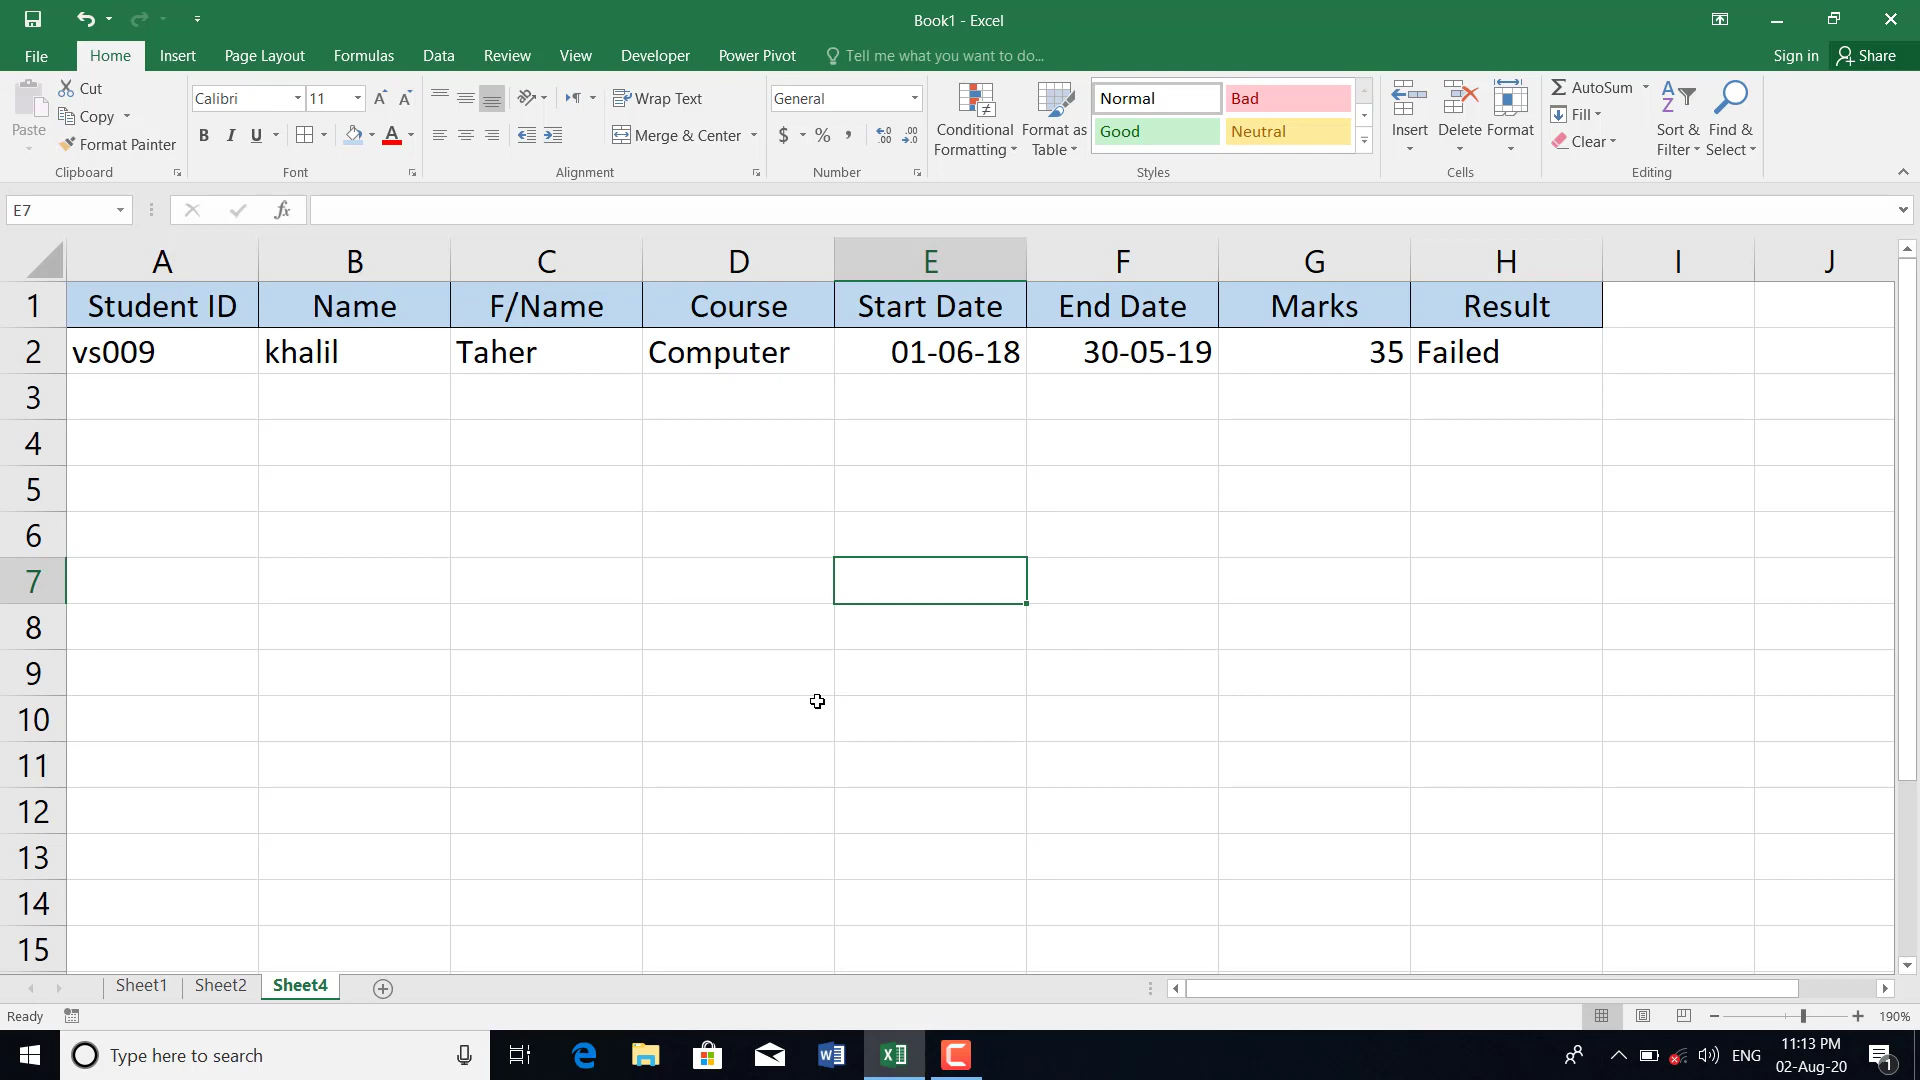 Book1 - Excel
File Home Insert Page Layout Formulas Data Review View Developer Power Pivot Tell me what you want to do... Sign in Share
Paste
Cut
Copy
Format Painter
Clipboard
Calibri 11
B I U A
Font
Wrap Text
Merge & Center
Alignment
General
$ % ,
Number
Conditional Formatting
Format as Table
Normal Bad
Good Neutral
Styles
Insert Delete Format
Cells
AutoSum
Fill
Clear
Sort & Filter
Find & Select
Editing
E7 fx
A B C D E F G H I J
1 Student ID Name F/Name Course Start Date End Date Marks Result
2 vs009 khalil Taher Computer 01-06-18 30-05-19 35 Failed
3
4
5
6
7
8
9
10
11
12
13
14
15
Sheet1 Sheet2 Sheet4
Ready 190%
Type here to search ENG 11:13 PM
02-Aug-20
1